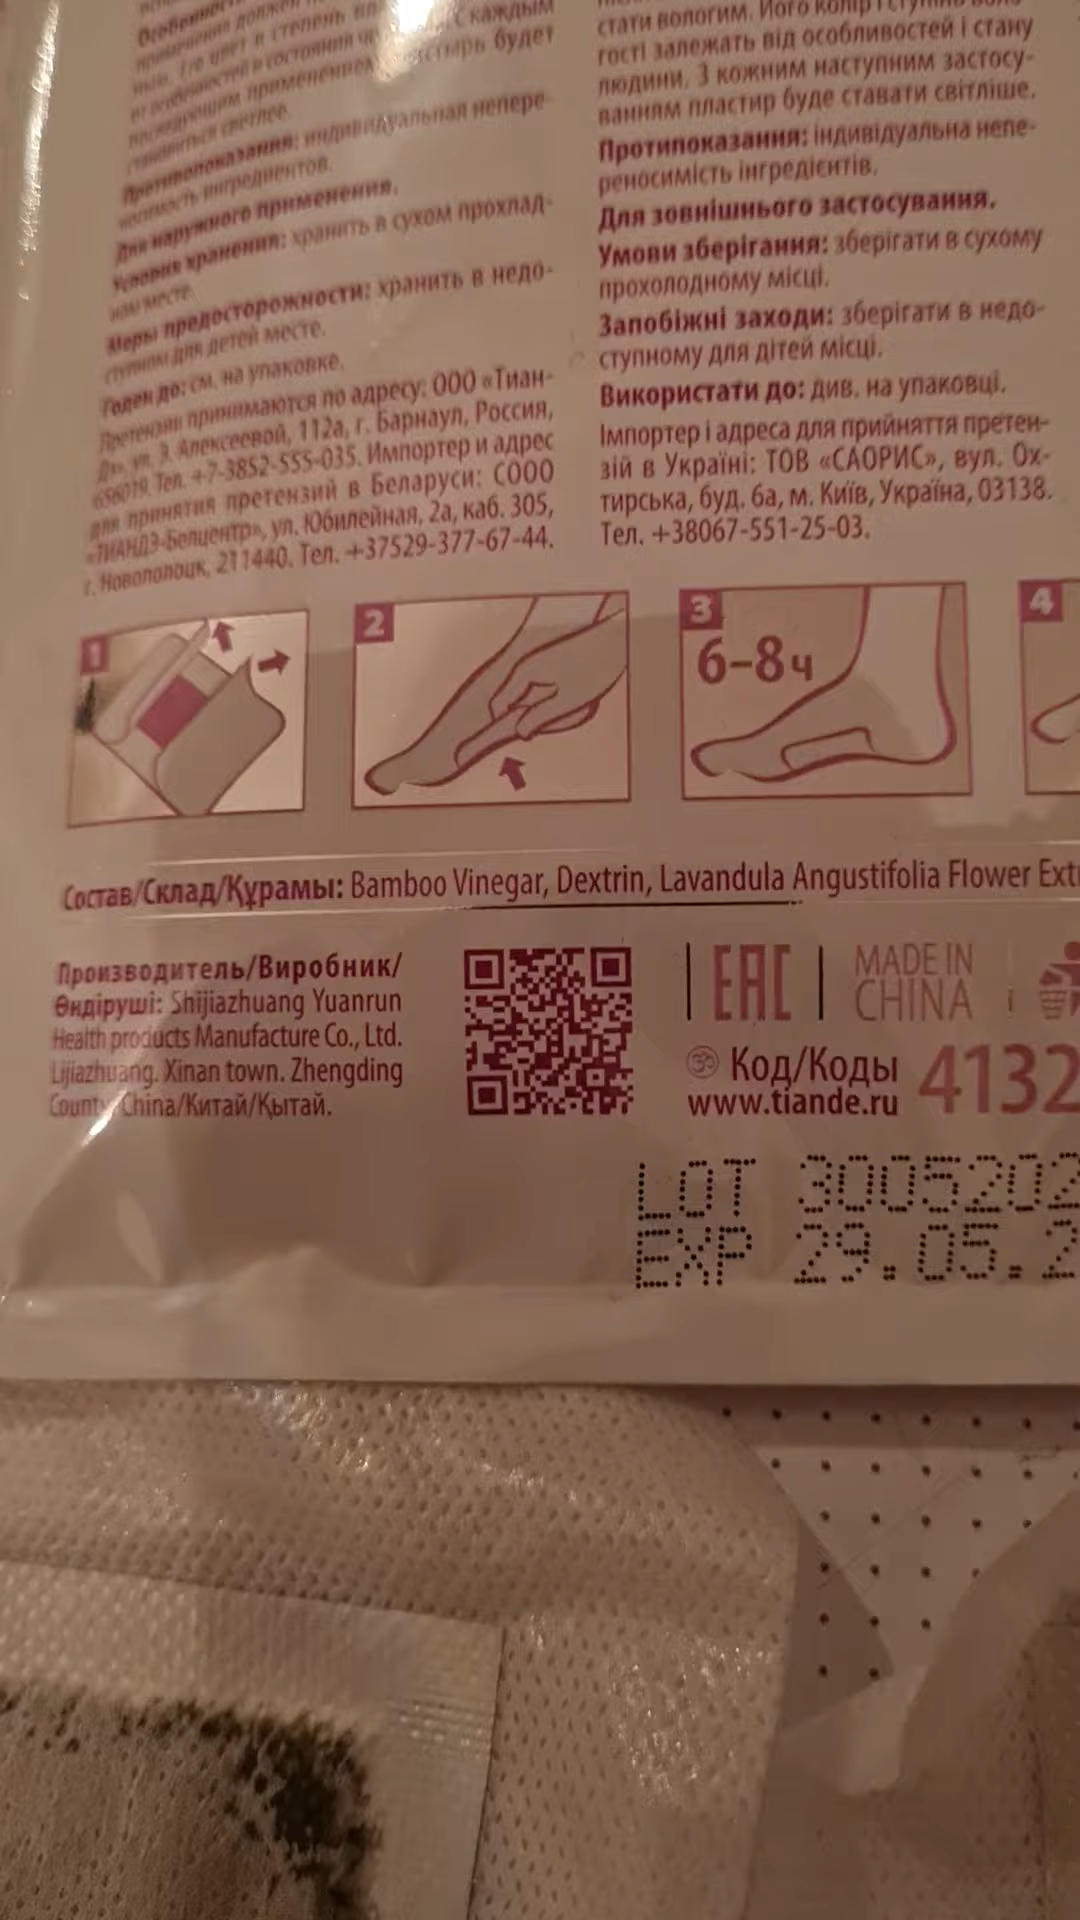 Особенност
применения должен
ным. Его цвет и степень
от особенностей и состояния С каждым
последующим применением пластырь будет
становиться светлее.
Противопоказания: индивидуальная непере-
носимость ингредиентов.
Для наружного применения.
Условия хранения: хранить в сухом прохлад-
ном месте.
Меры предосторожности: хранить в недо-
ступном для детей месте.
Годен до: см. на упаковке.
Претензии принимаются по адресу: ООО «Тиан-
Дэ», ул. Э. Алексеевой, 112а, г. Барнаул, Россия,
656019. Тел. +7-3852-555-035. Импортер и адрес
для принятия претензий в Беларуси: СООО
«ТИАНДЭ-Белцентр», ул. Юбилейная, 2а, каб. 305,
г. Новополоцк, 211440. Тел. +37529-377-67-44.
стати вологим. Його колір і ступінь воло-
гості залежать від особливостей і стану
людини. З кожним наступним застосу-
ванням пластир буде ставати світліше.
Протипоказання: індивідуальна непе-
реносимість інгредієнтів.
Для зовнішнього застосування.
Умови зберігання: зберігати в сухому
прохолодному місці.
Запобіжні заходи: зберігати в недо-
ступному для дітей місці.
Використати до: див. на упаковці.
Імпортер і адреса для прийняття претен-
зій в Україні: ТОВ «САОРИС», вул. Ох-
тирська, буд. 6а, м. Київ, Україна, 03138.
Тел. +38067-551-25-03.
1
2
3
6–8 ч
4
Состав/Склад/Құрамы: Bamboo Vinegar, Dextrin, Lavandula Angustifolia Flower Extr
Производитель/Виробник/
Өндіруші: Shijiazhuang Yuanrun
Health products Manufacture Co., Ltd.
Lijiazhuang. Xinan town. Zhengding
County, China/Китай/Қытай.
EAC
MADE IN
CHINA
Код/Коды
www.tiande.ru
4132
LOT 3005202
EXP 29.05.2